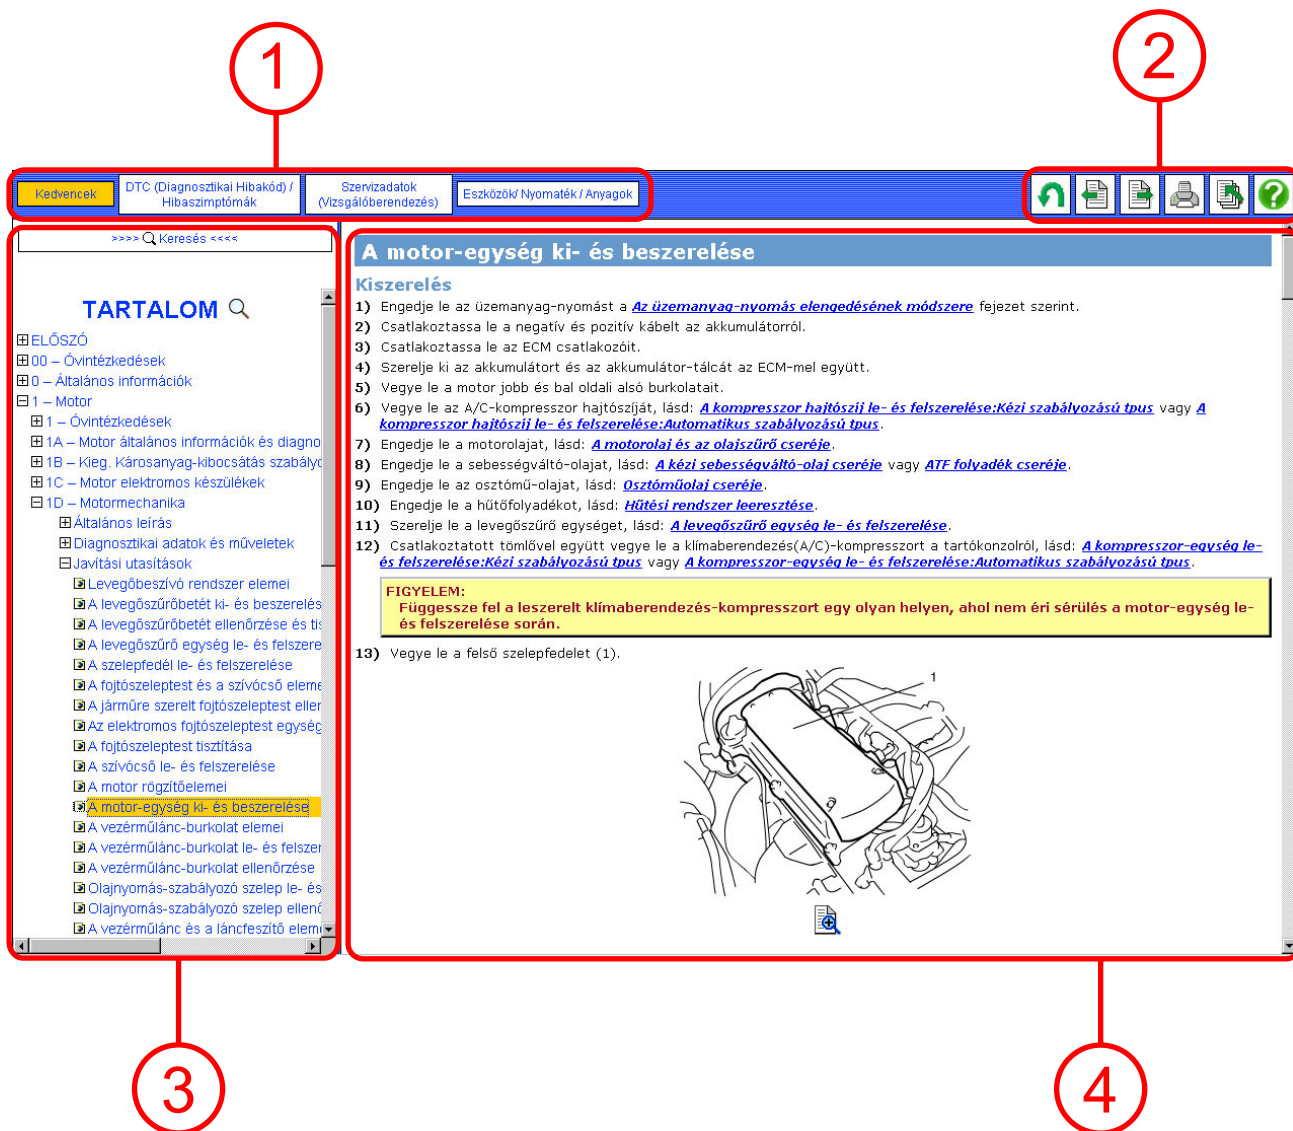 1
2
Kedvencek
DTC (Diagnosztikai Hibakód) /
Hibaszimptómák
Szervizadatok
(Vizsgálóberendezés)
Eszközök/ Nyomaték / Anyagok
>>>> Keresés <<<<
TARTALOM
ELŐSZÓ
00 – Óvintézkedések
0 – Általános információk
1 – Motor
1 – Óvintézkedések
1A – Motor általános információk és diagno
1B – Kieg. Károsanyag-kibocsátás szabályo
1C – Motor elektromos készülékek
1D – Motormechanika
Általános leírás
Diagnosztikai adatok és műveletek
Javítási utasítások
Levegőbeszívó rendszer elemei
A levegőszűrőbetét ki- és beszerelés
A levegőszűrőbetét ellenőrzése és tis
A levegőszűrő egység le- és felszere
A szelepfedél le- és felszerelése
A fojtószeleptest és a szívócső eleme
A járműre szerelt fojtószeleptest ellen
Az elektromos fojtószeleptest egység
A fojtószeleptest tisztítása
A szívócső le- és felszerelése
A motor rögzítőelemei
A motor-egység ki- és beszerelése
A vezérműlánc-burkolat elemei
A vezérműlánc-burkolat le- és felszer
A vezérműlánc-burkolat ellenőrzése
Olajnyomás-szabályozó szelep le- és
Olajnyomás-szabályozó szelep ellenő
A vezérműlánc és a láncfeszítő eleme
A motor-egység ki- és beszerelése
Kiszerelés
1) Engedje le az üzemanyag-nyomást a Az üzemanyag-nyomás elengedésének módszere fejezet szerint.
2) Csatlakoztassa le a negatív és pozitív kábelt az akkumulátorról.
3) Csatlakoztassa le az ECM csatlakozóit.
4) Szerelje ki az akkumulátort és az akkumulátor-tálcát az ECM-mel együtt.
5) Vegye le a motor jobb és bal oldali alsó burkolatait.
6) Vegye le az A/C-kompresszor hajtószíját, lásd: A kompresszor hajtószíj le- és felszerelése:Kézi szabályozású tpus vagy A
kompresszor hajtószíj le- és felszerelése:Automatikus szabályozású tpus.
7) Engedje le a motorolajat, lásd: A motorolaj és az olajszűrő cseréje.
8) Engedje le a sebességváltó-olajat, lásd: A kézi sebességváltó-olaj cseréje vagy ATF folyadék cseréje.
9) Engedje le az osztómű-olajat, lásd: Osztóműolaj cseréje.
10) Engedje le a hűtőfolyadékot, lásd: Hűtési rendszer leeresztése.
11) Szerelje le a levegőszűrő egységet, lásd: A levegőszűrő egység le- és felszerelése.
12) Csatlakoztatott tömlővel együtt vegye le a klímaberendezés(A/C)-kompresszort a tartókonzolról, lásd: A kompresszor-egység le-
és felszerelése:Kézi szabályozású tpus vagy A kompresszor-egység le- és felszerelése:Automatikus szabályozású tpus.
FIGYELEM:
Függessze fel a leszerelt klímaberendezés-kompresszort egy olyan helyen, ahol nem éri sérülés a motor-egység le-
és felszerelése során.
13) Vegye le a felső szelepfedelet (1).
1
3
4